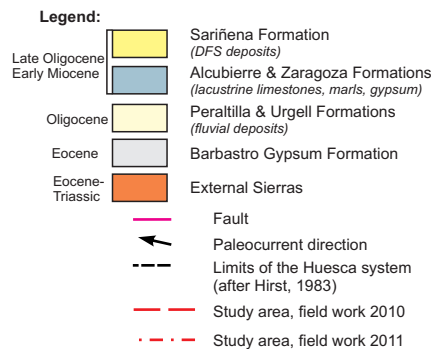 Legend:
Late Oligocene
Early Miocene
Sariñena Formation
(DFS deposits)
Alcubierre & Zaragoza Formations
(lacustrine limestones, marls, gypsum)
Oligocene
Peraltilla & Urgell Formations
(fluvial deposits)
Eocene
Barbastro Gypsum Formation
Eocene-
Triassic
External Sierras
Fault
Paleocurrent direction
Limits of the Huesca system
(after Hirst, 1983)
Study area, field work 2010
Study area, field work 2011